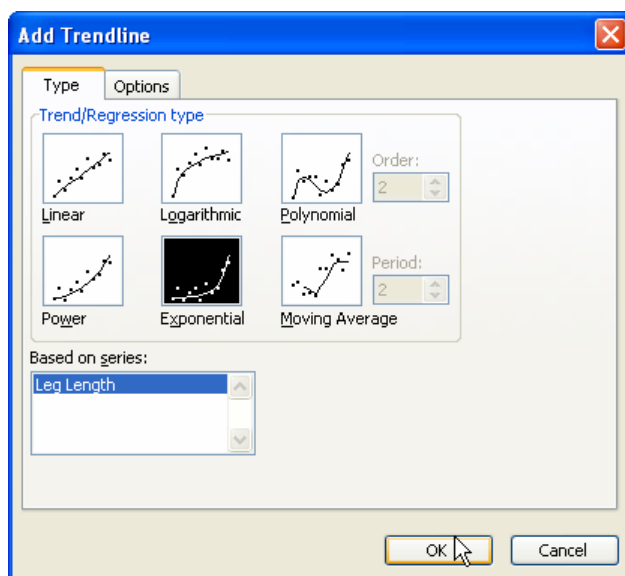 Add Trendline
Type Options
Trend/Regression type
Order:
2
Linear Logarithmic Polynomial
Period:
2
Power Exponential Moving Average
Based on series:
Leg Length
OK Cancel